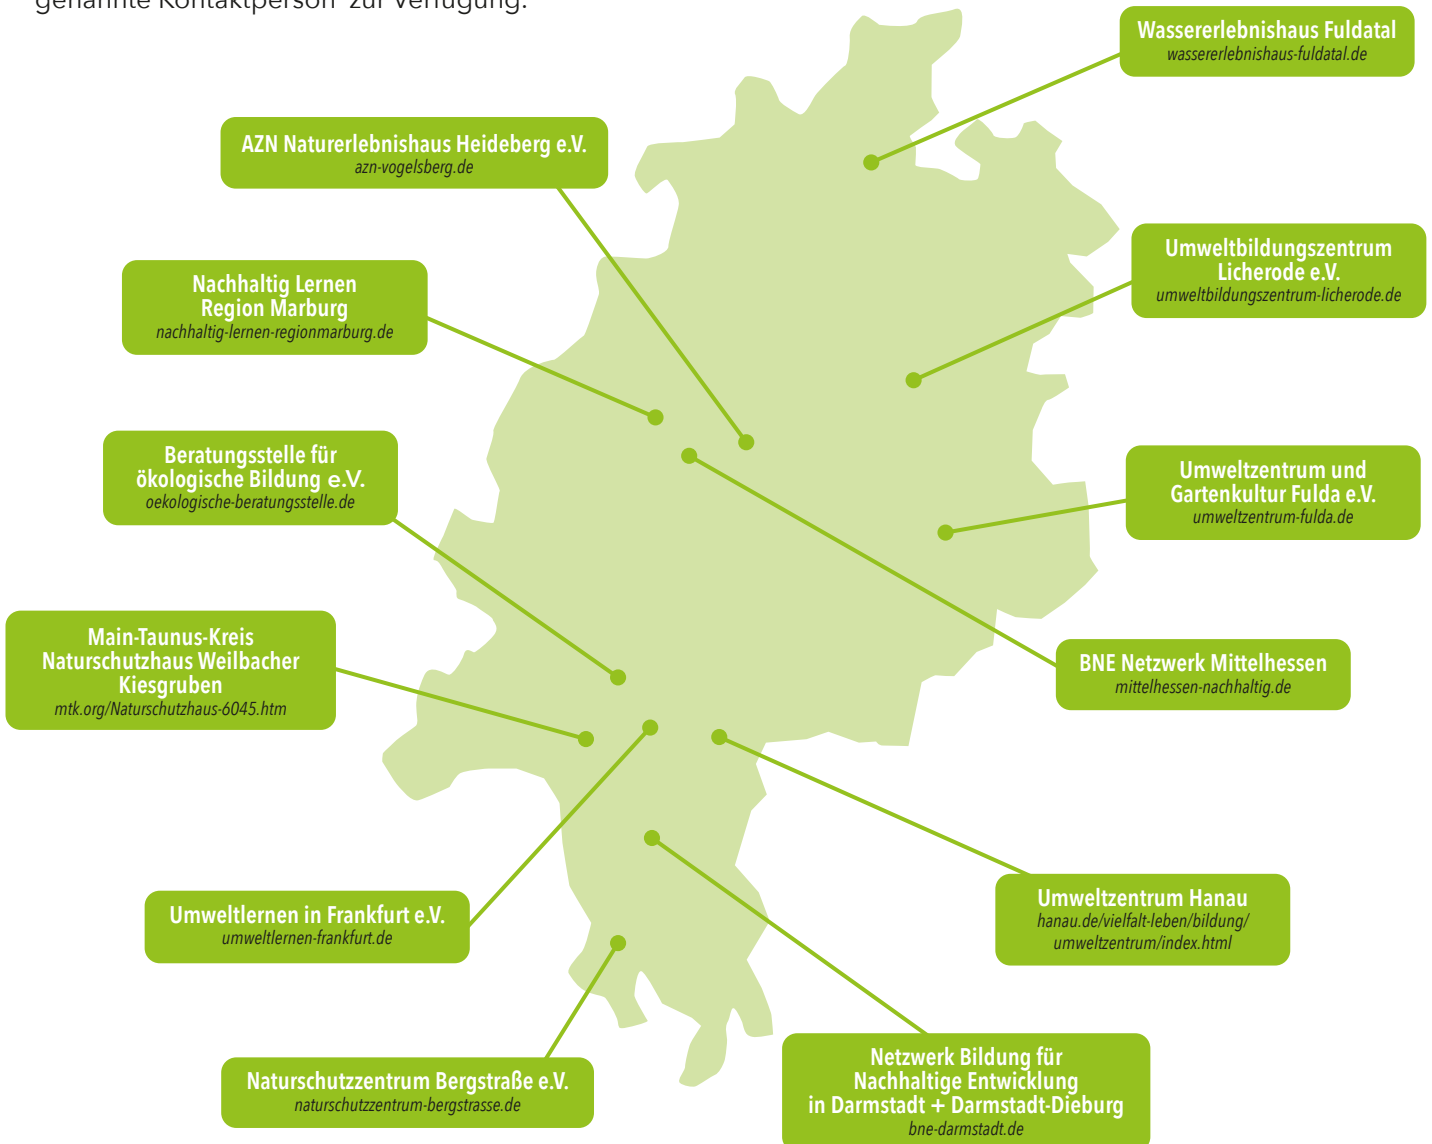 genannte Kontaktperson zur Verfügung.
Wassererlebnishaus Fuldatal
wassererlebnishaus-fuldatal.de
AZN Naturerlebnishaus Heideberg e.V.
azn-vogelsberg.de
Umweltbildungszentrum
Licherode e.V.
umweltbildungszentrum-licherode.de
Nachhaltig Lernen
Region Marburg
nachhaltig-lernen-regionmarburg.de
Beratungsstelle für
ökologische Bildung e.V.
oekologische-beratungsstelle.de
Umweltzentrum und
Gartenkultur Fulda e.V.
umweltzentrum-fulda.de
Main-Taunus-Kreis
Naturschutzhaus Weilbacher
Kiesgruben
mtk.org/Naturschutzhaus-6045.htm
BNE Netzwerk Mittelhessen
mittelhessen-nachhaltig.de
Umweltlernen in Frankfurt e.V.
umweltlernen-frankfurt.de
Umweltzentrum Hanau
hanau.de/vielfalt-leben/bildung/
umweltzentrum/index.html
Naturschutzzentrum Bergstraße e.V.
naturschutzzentrum-bergstrasse.de
Netzwerk Bildung für
Nachhaltige Entwicklung
in Darmstadt + Darmstadt-Dieburg
bne-darmstadt.de